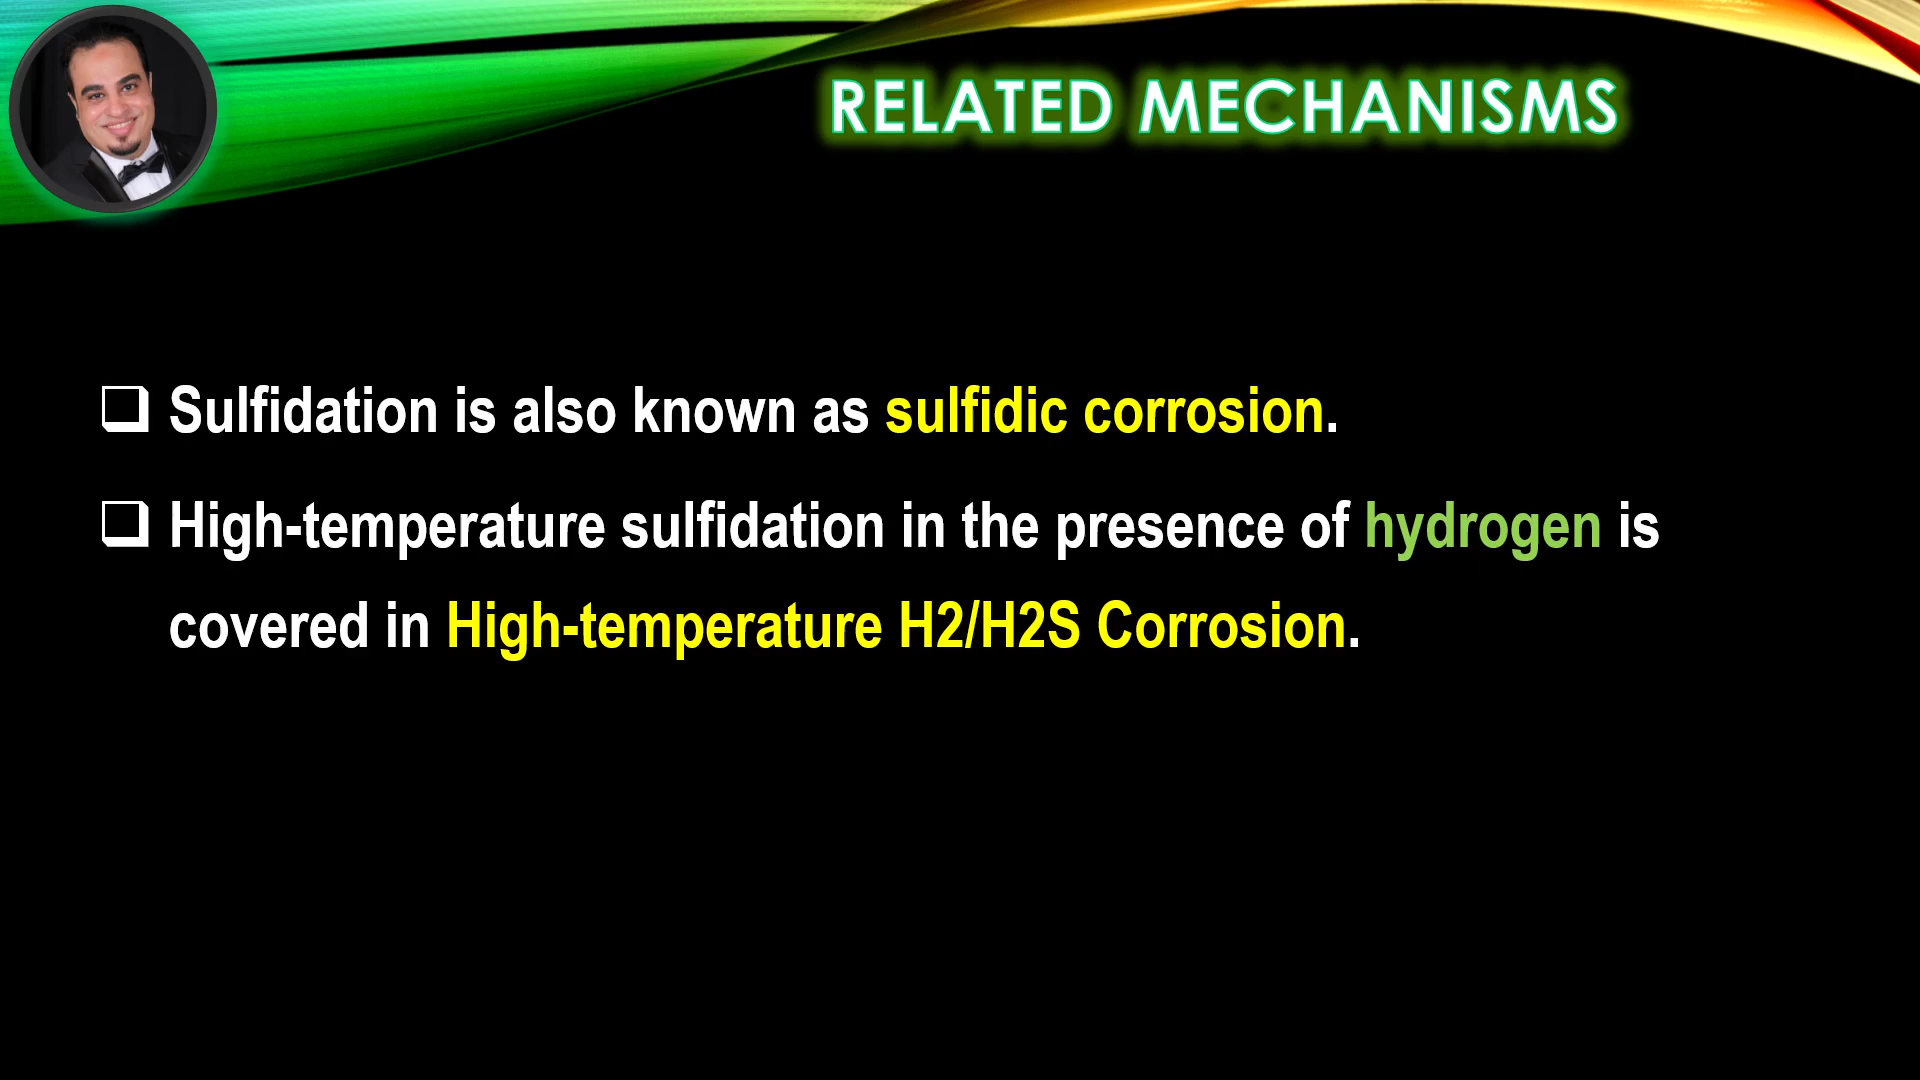 RELATED MECHANISMS
Sulfidation is also known as sulfidic corrosion.
High-temperature sulfidation in the presence of hydrogen is
covered in High-temperature H2/H2S Corrosion.